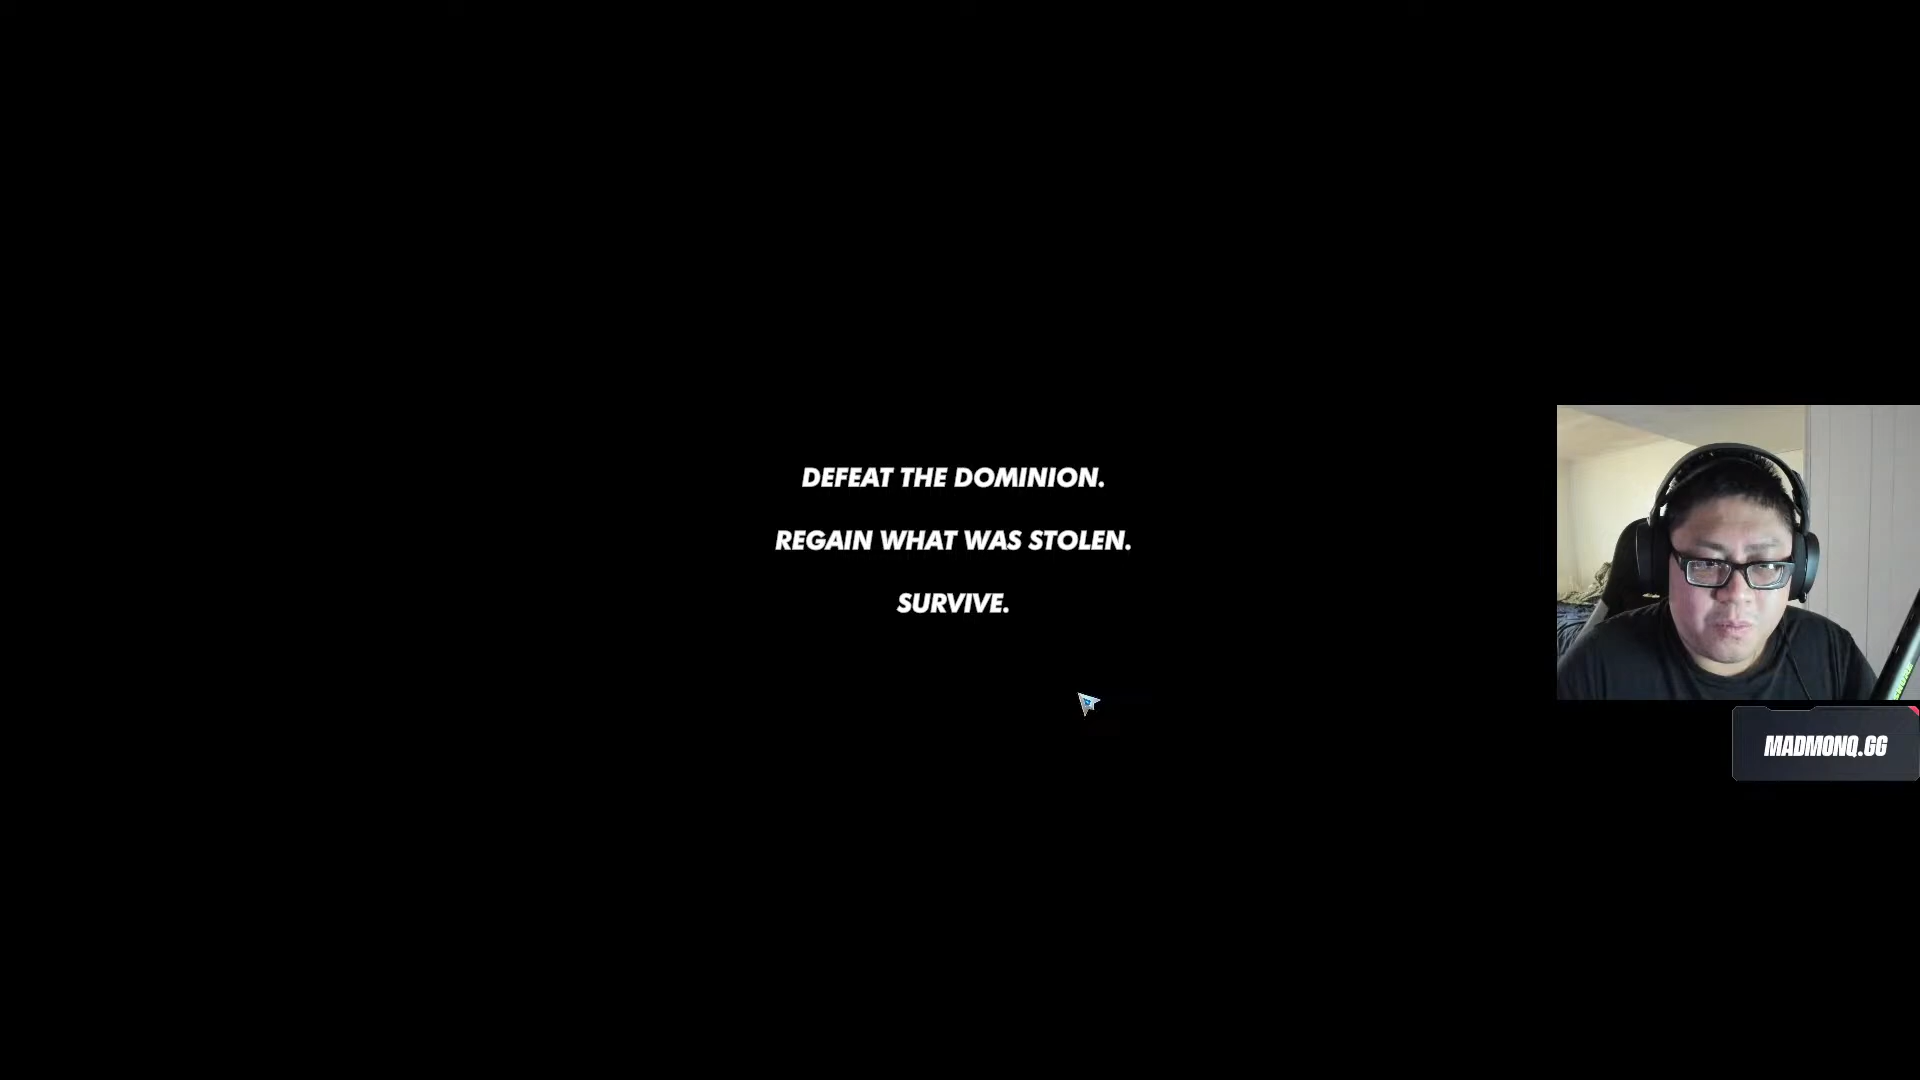 DEFEAT THE DOMINION.
REGAIN WHAT WAS STOLEN.
SURVIVE.
MADMONQ.GG